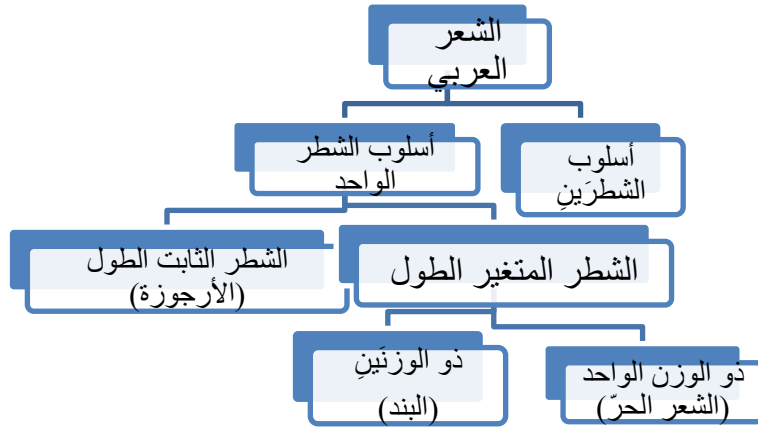 الشعر
العربي
أسلوب
الشطرَينِ
أسلوب الشطر
الواحد
الشطر المتغير الطول
الشطر الثابت الطول
(الأرجوزة)
ذو الوزن الواحد
(الشعر الحرّ)
ذو الوزنَينِ
(البند)